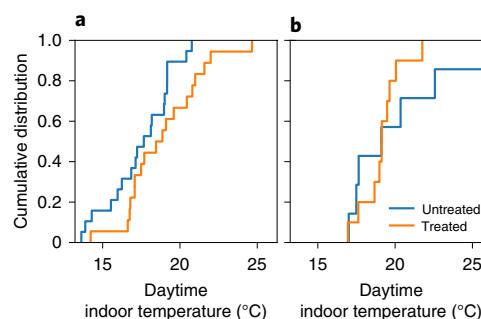 a
b
1.0
0.8
0.6
0.4
0.2
0
Cumulative distribution
15 20 25
15 20 25
Untreated
Treated
Daytime
indoor temperature (°C)
Daytime
indoor temperature (°C)